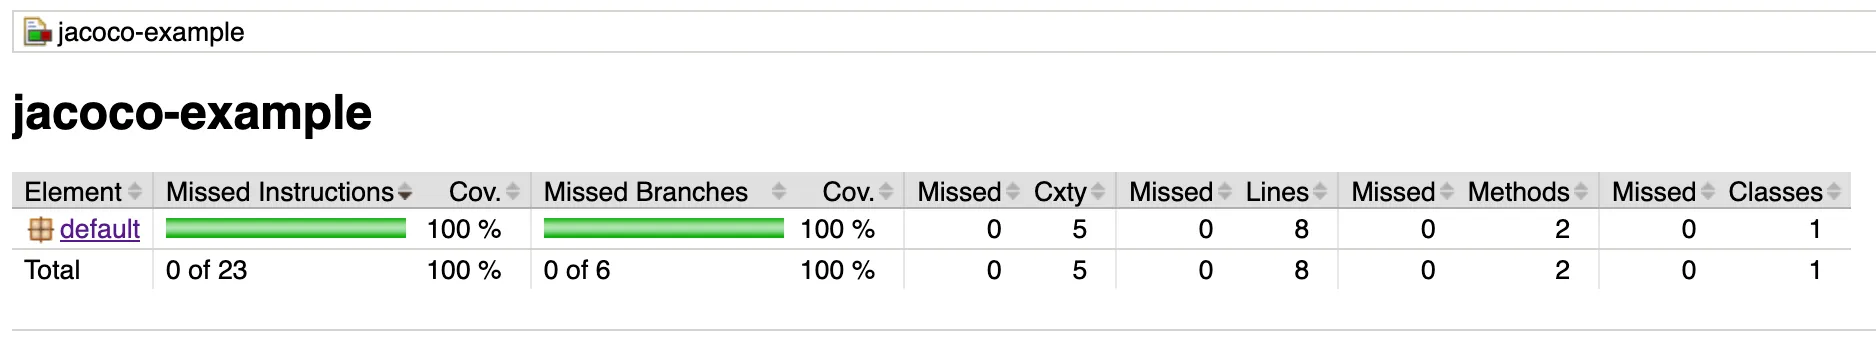 jacoco-example
jacoco-example
Element Missed Instructions Cov. Missed Branches Cov. Missed Cxty Missed Lines Missed Methods Missed Classes
default 100 % 100 % 0 5 0 8 0 2 0 1
Total 0 of 23 100 % 0 of 6 100 % 0 5 0 8 0 2 0 1